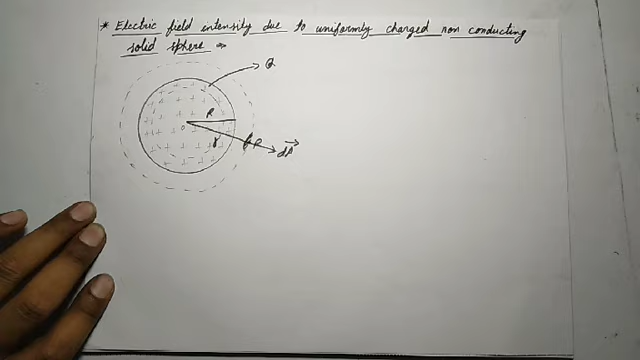 * Electric field intensity due to uniformly charged non conducting
solid sphere ⇒
Q
R
O
r
P
dA